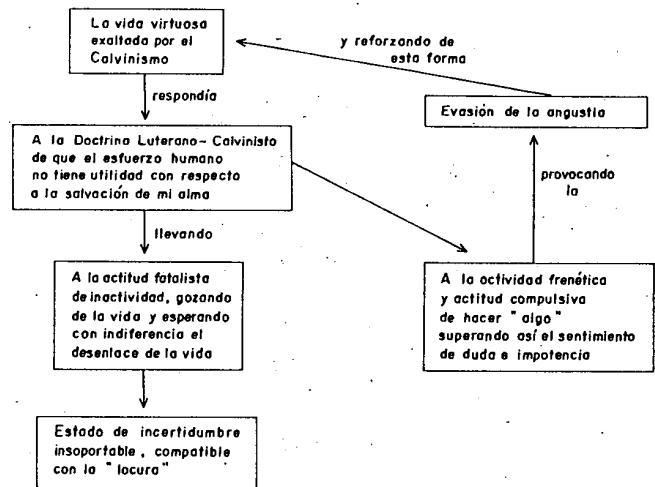 La vida virtuosa
exaltada por el
Calvinismo
y reforzando de
esta forma
respondía
Evasión de la angustia
A la Doctrina Luterano-Calvinisto
de que el esfuerzo humano
no tiene utilidad con respecto
a la salvación de mi alma
provocando
la
llevando
A la actitud fatalista
de inactividad, gozando
de la vida y esperando
con indiferencia el
desenlace de la vida
A la octividad frenética
y actitud compulsiva
de hacer "algo"
superando así el sentimiento
de duda e impotencia
Estado de incertidumbre
insoportable, compatible
con la "locura"